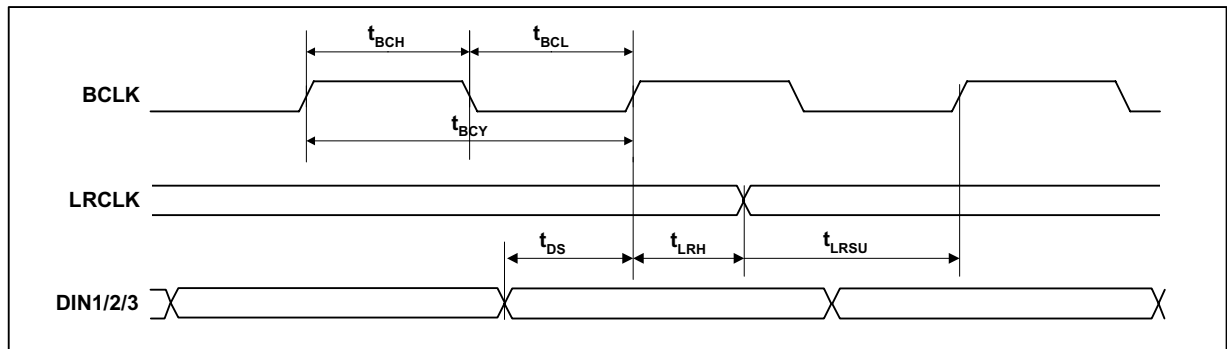 tBCH
tBCL
BCLK
tBCY
LRCLK
tDS
tLRH
tLRSU
DIN1/2/3